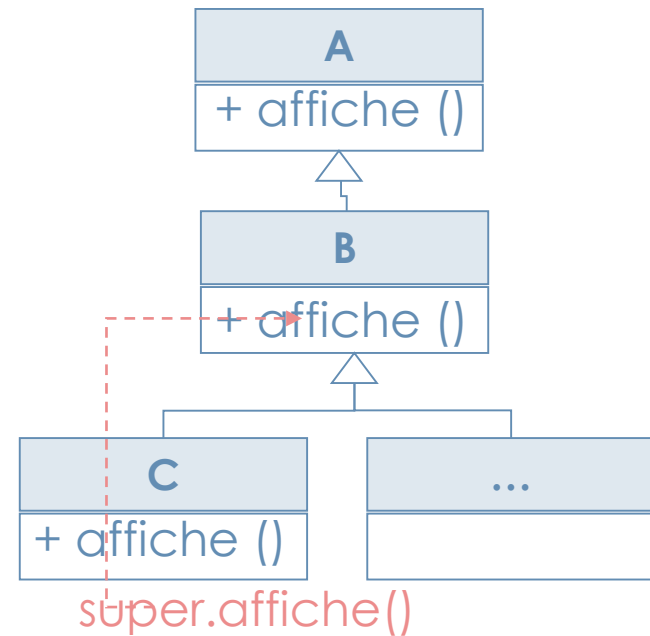 A
+ affiche ()
B
+ affiche ()
C
...
+ affiche ()
super.affiche()